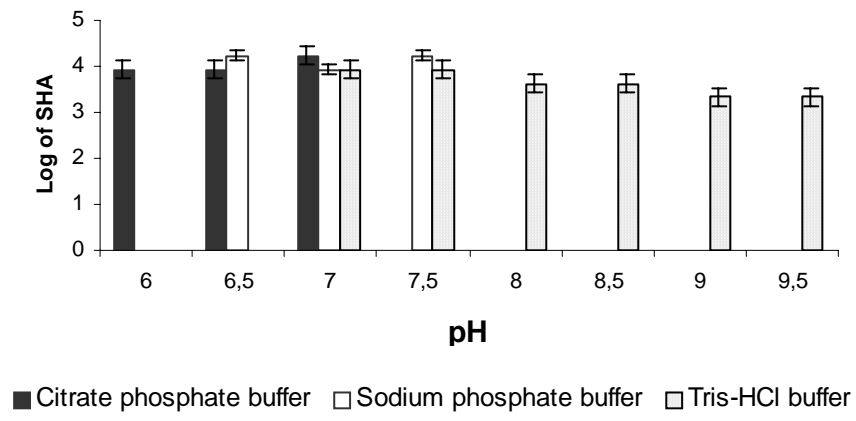 5
4
3
2
1
0
Log of SHA
6 6,5 7 7,5 8 8,5 9 9,5
pH
Citrate phosphate buffer Sodium phosphate buffer Tris-HCl buffer